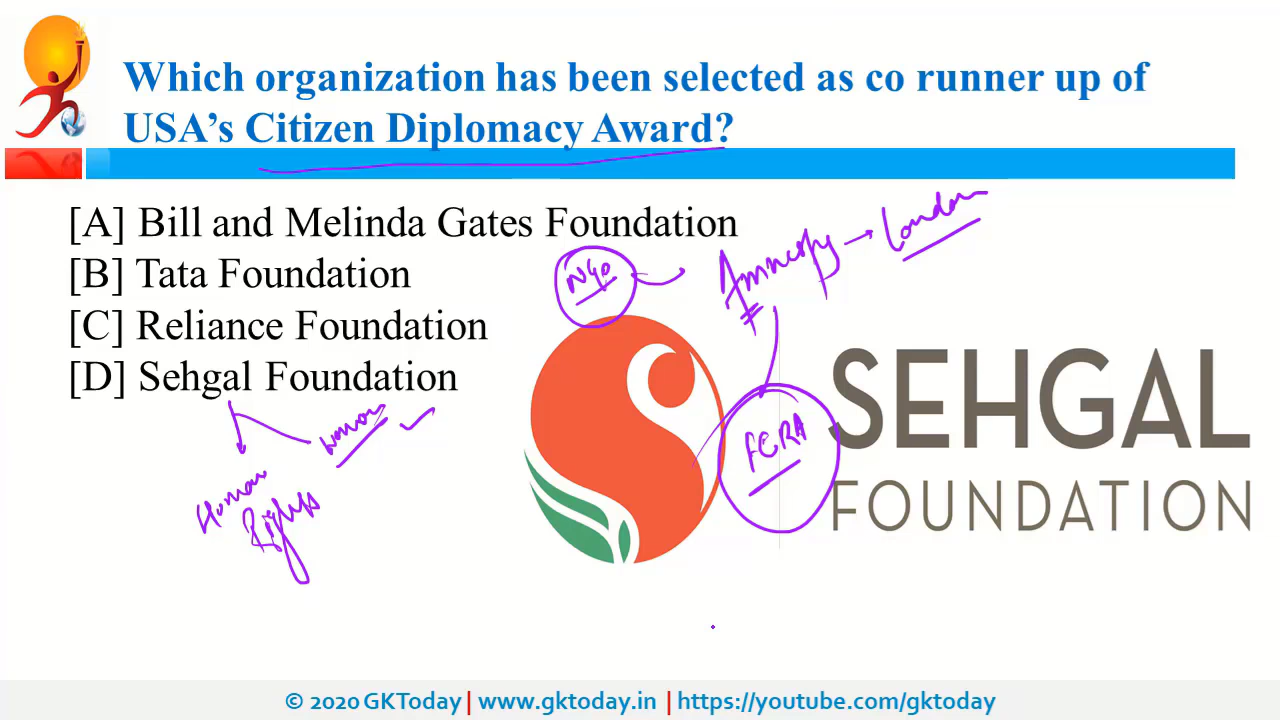 Which organization has been selected as co runner up of
USA’s Citizen Diplomacy Award?
[A] Bill and Melinda Gates Foundation
[B] Tata Foundation
[C] Reliance Foundation
[D] Sehgal Foundation
NGO
Amnesty → London
FCRA
Human
Rights
women
SEHGAL
FOUNDATION
© 2020 GKToday | www.gktoday.in | https://youtube.com/gktoday